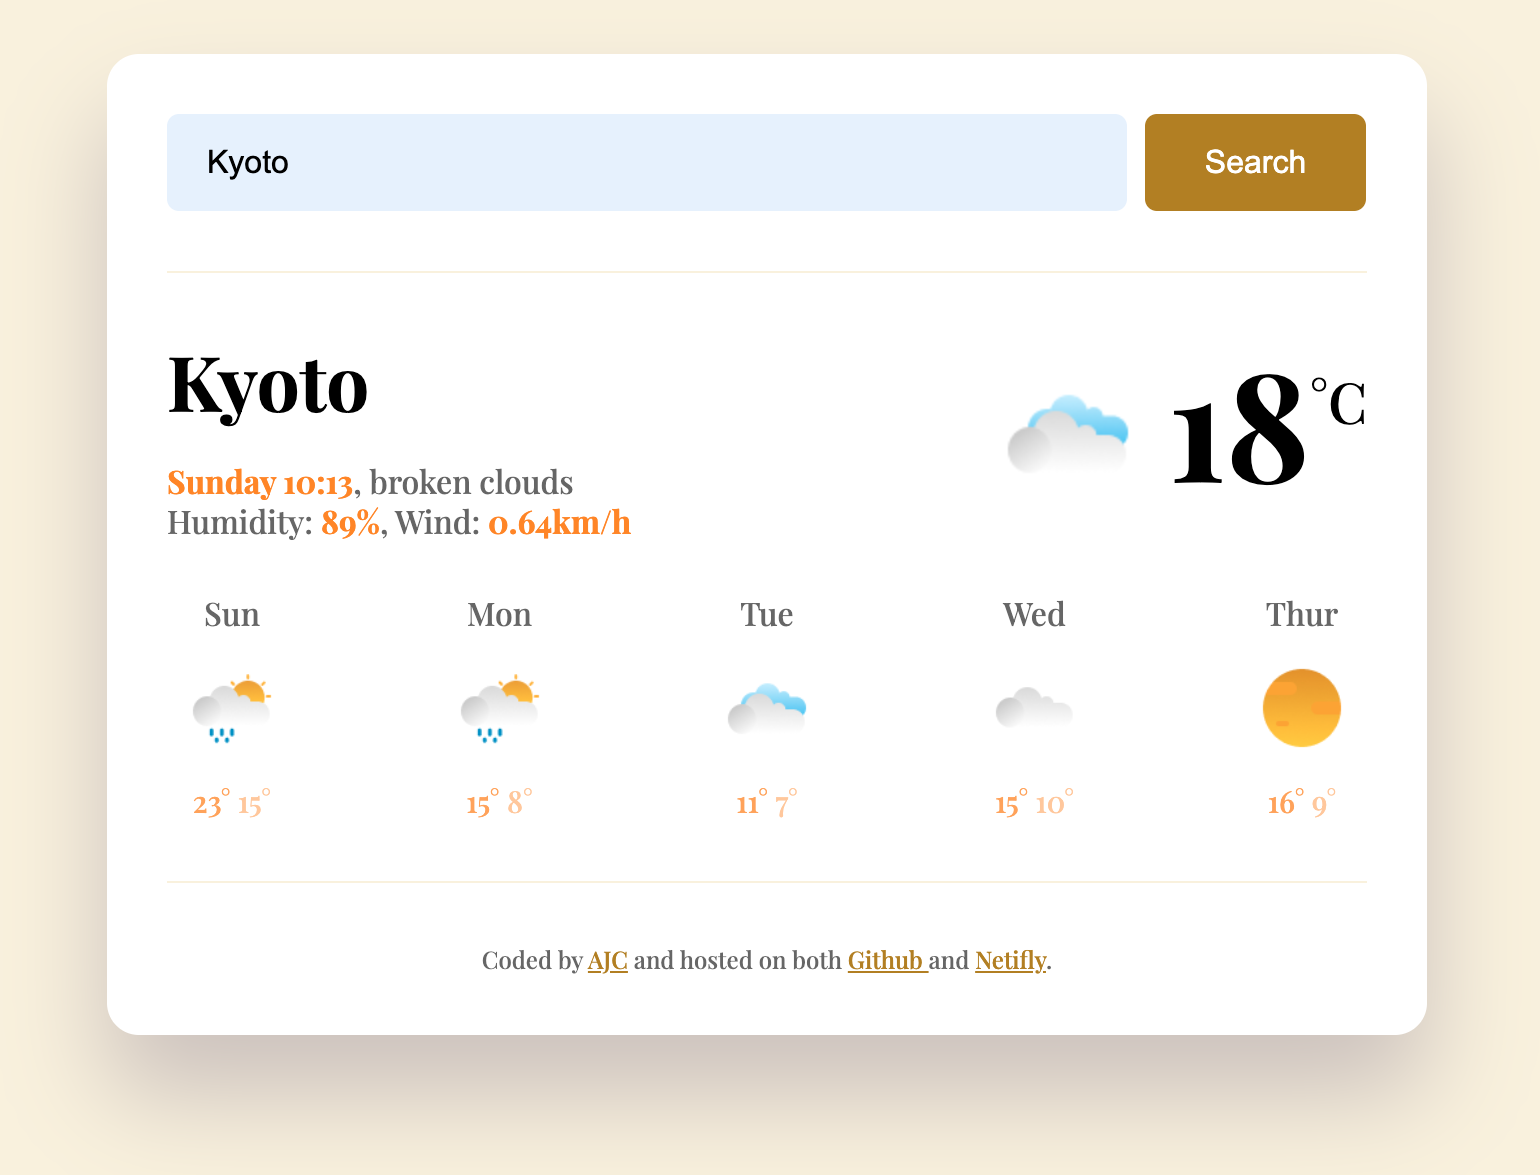 Kyoto
Search
Kyoto
18°C
Sunday 10:13, broken clouds
Humidity: 89%, Wind: 0.64km/h
Sun Mon Tue Wed Thur
23° 15° 15° 8° 11° 7° 15° 10° 16° 9°
Coded by AJC and hosted on both Github and Netifly.